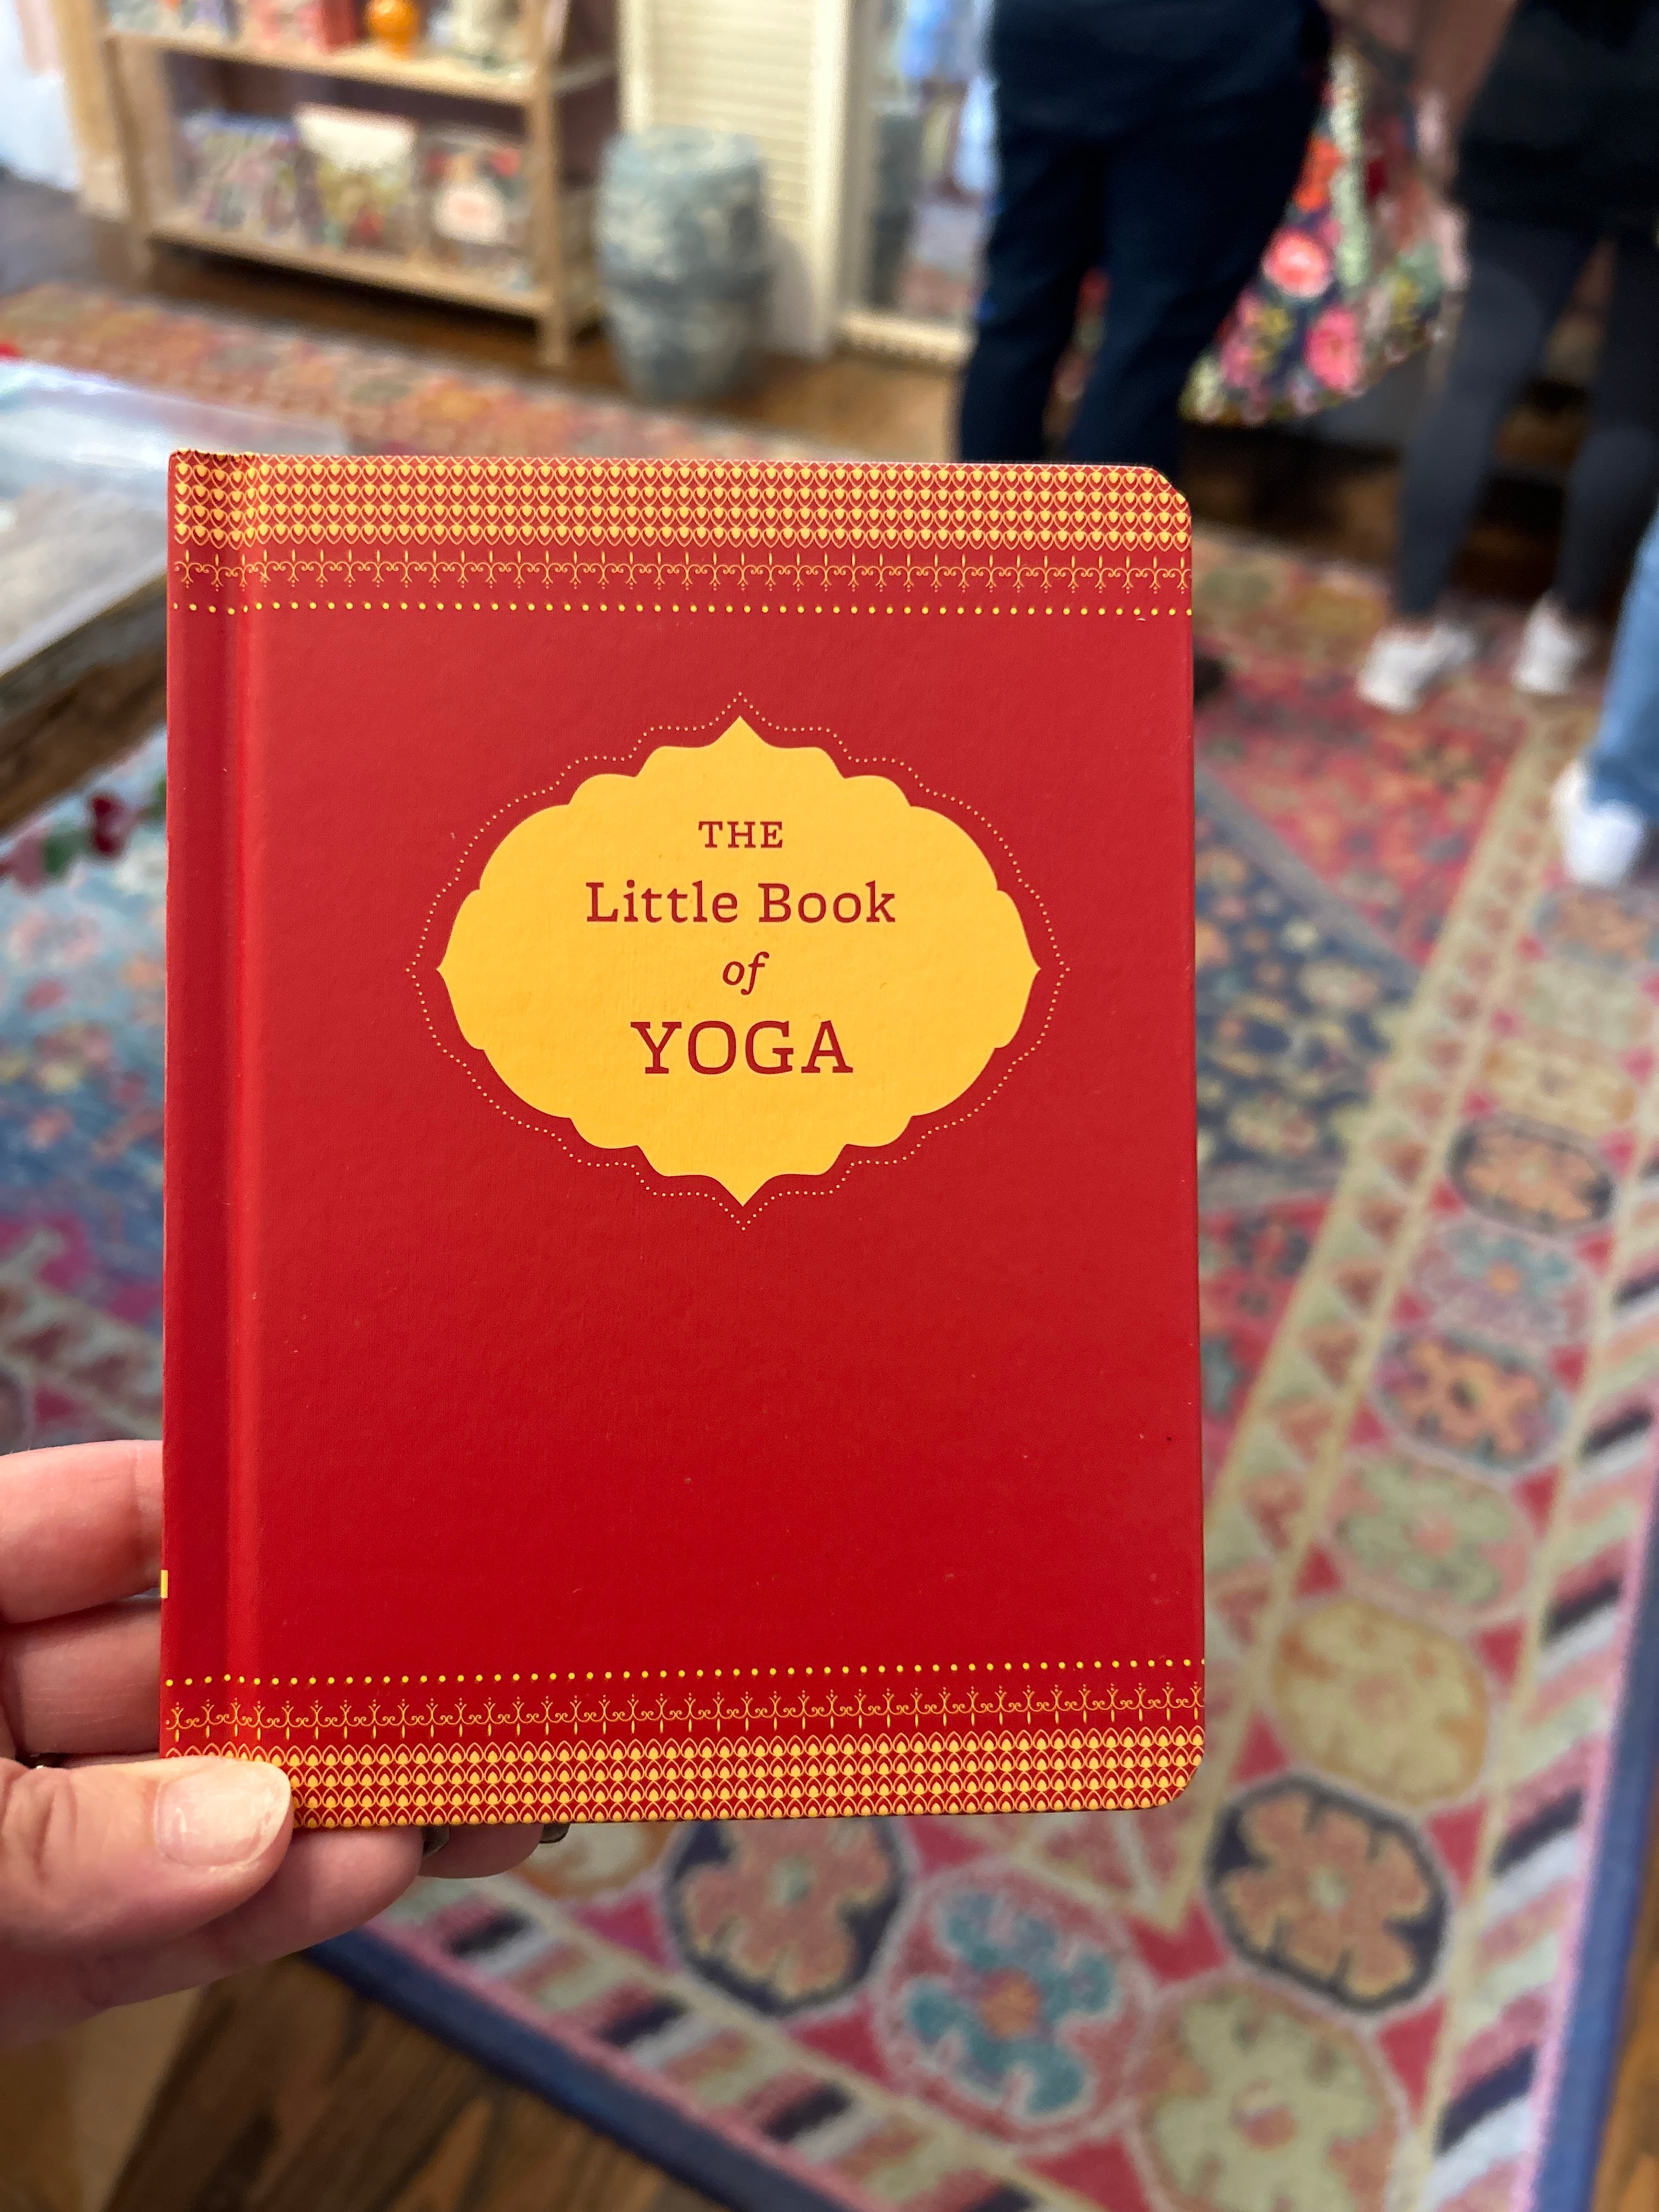 THE
Little Book
of
YOGA